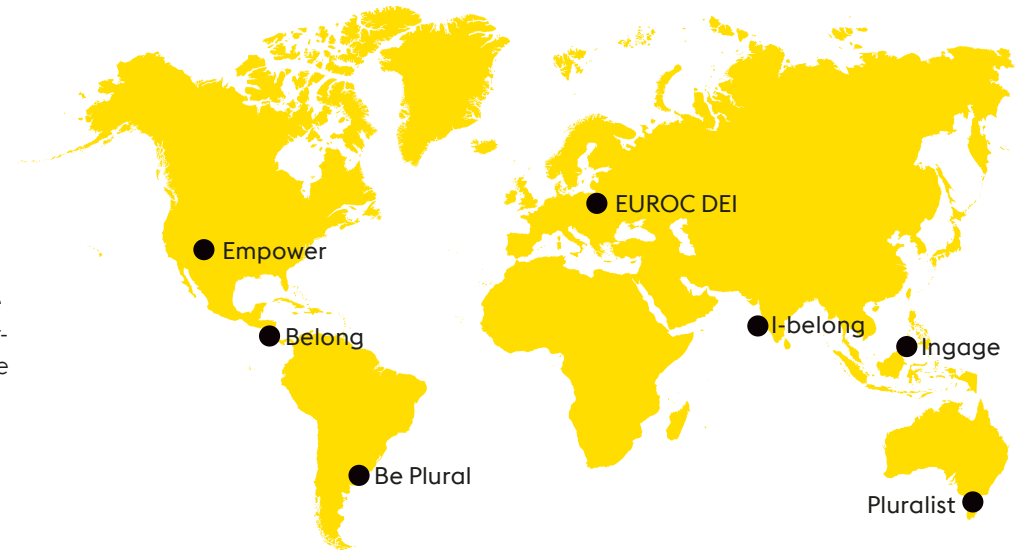 EUROC DEI
Empower
I-belong
Belong
Ingage
Be Plural
Pluralist